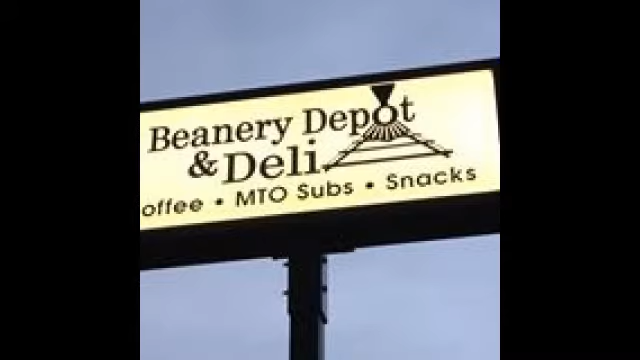 Beanery Depot
& Deli
offee • MTO Subs • Snacks